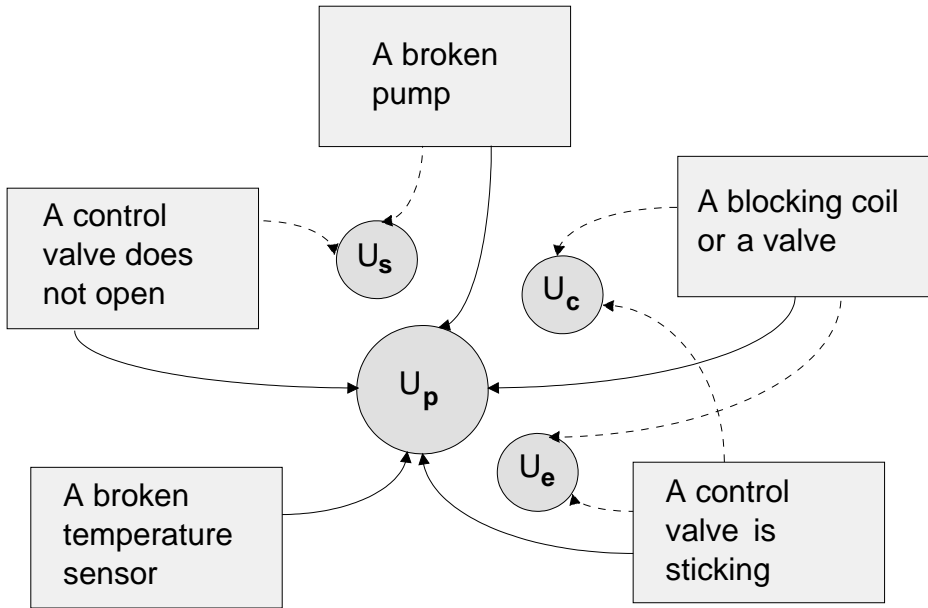 A broken
pump
A control
valve does
not open
A blocking coil
or a valve
Us
Uc
Up
Ue
A broken
temperature
sensor
A control
valve is
sticking